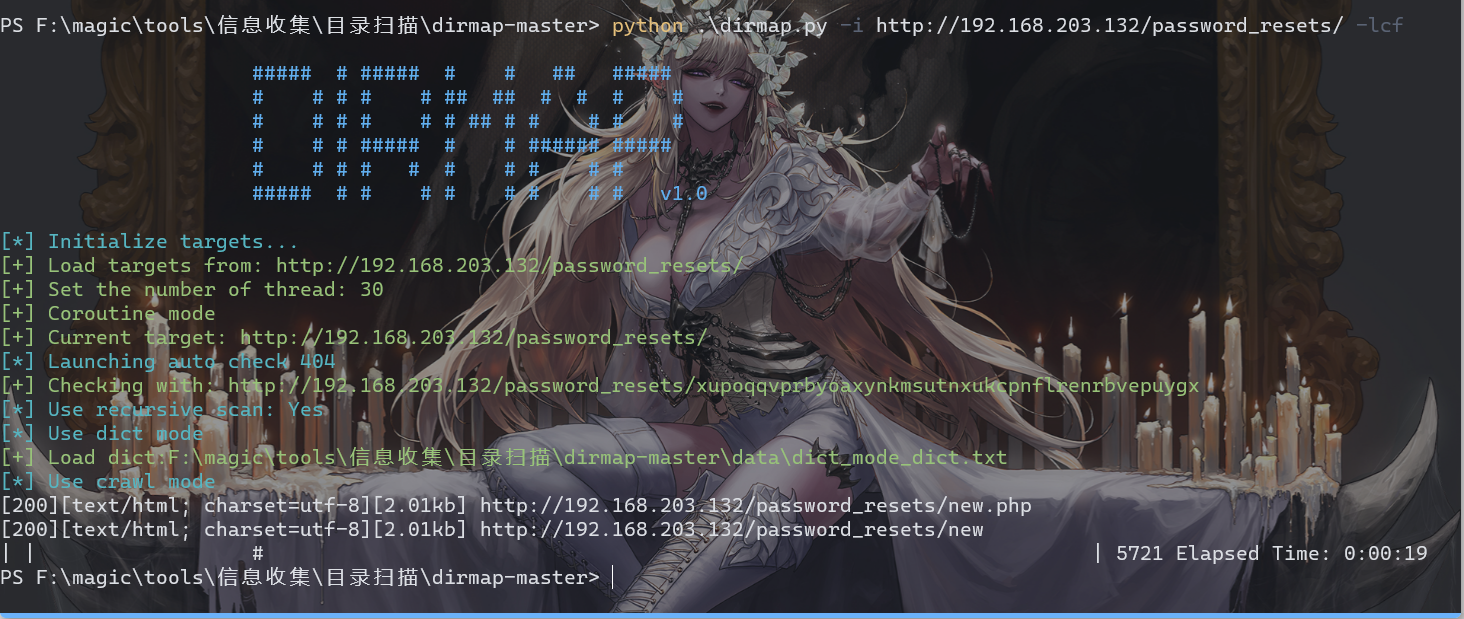 PS F:\magic\tools\信息收集\目录扫描\dirmap-master> python .\dirmap.py -i http://192.168.203.132/password_resets/ -lcf
#####  # #####  #    #   ##   #####
#    # # #    # ##  ##  #  #  #    #
#    # # #    # # ## # #    # #    #
#    # # #####  #    # ###### #####
#    # # #   #  #    # #    # #
#####  # #    # #    # #    # #   v1.0
[*] Initialize targets...
[+] Load targets from: http://192.168.203.132/password_resets/
[+] Set the number of thread: 30
[+] Coroutine mode
[+] Current target: http://192.168.203.132/password_resets/
[*] Launching auto check 404
[+] Checking with: http://192.168.203.132/password_resets/xupoqqvprbyoaxynkmsutnxukcpnflrenrbvepuygx
[*] Use recursive scan: Yes
[*] Use dict mode
[+] Load dict:F:\magic\tools\信息收集\目录扫描\dirmap-master\data\dict_mode_dict.txt
[*] Use crawl mode
[200][text/html; charset=utf-8][2.01kb] http://192.168.203.132/password_resets/new.php
[200][text/html; charset=utf-8][2.01kb] http://192.168.203.132/password_resets/new
| |                  #                                                                     | 5721 Elapsed Time: 0:00:19
PS F:\magic\tools\信息收集\目录扫描\dirmap-master>